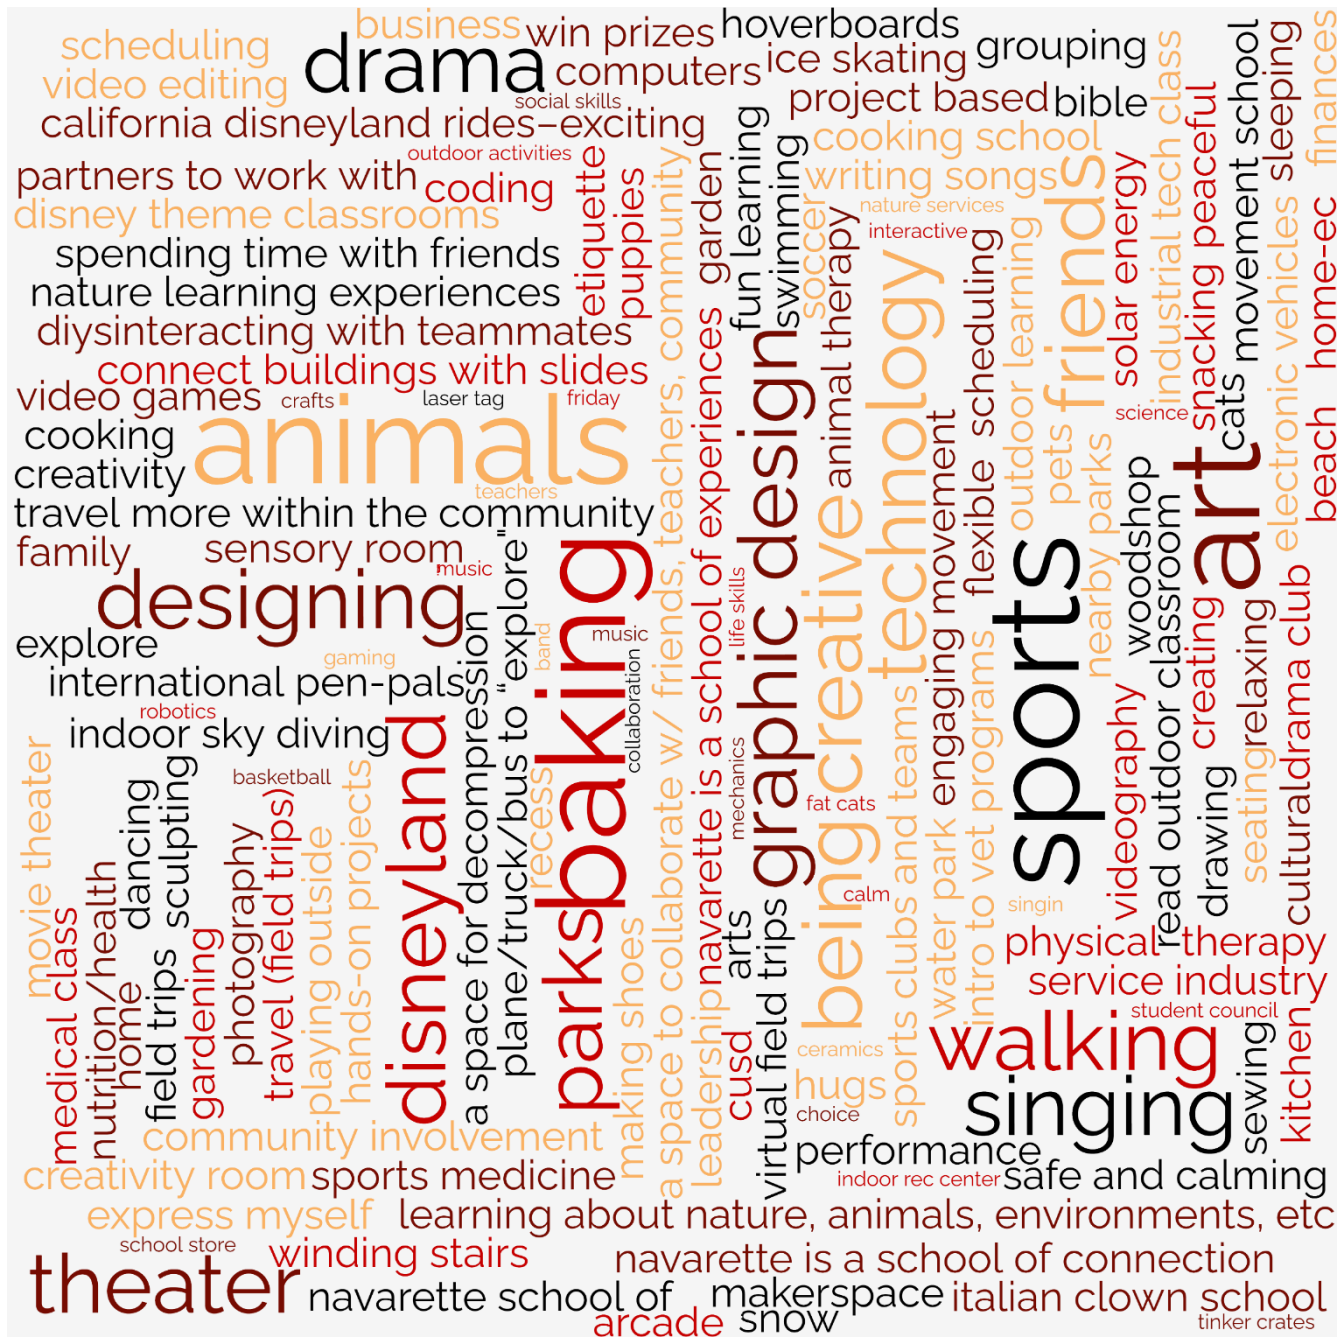 business
win prizes
hoverboards
scheduling
drama
grouping
video editing
computers
ice skating
social skills
project based
bible
california disneyland rides–exciting
cooking school
outdoor activities
partners to work with
coding
writing songs
disney theme classrooms
nature services
interactive
spending time with friends
nature learning experiences
diysinteracting with teammates
connect buildings with slides
video games
crafts
laser tag
friday
science
cooking
animals
creativity
teachers
travel more within the community
family
sensory room
music
designing
explore
music
gaming
international pen-pals
robotics
indoor sky diving
basketball
etiquette
puppies
a space to collaborate w/ friends, teachers, community
garden
navarette is a school of experiences
fun learning
swimming
soccer
graphic design
animal therapy
being creative
technology
flexible scheduling
engaging movement
outdoor learning
go
pets
friends
solar energy
industrial tech class
snacking
peaceful
movement school
cats
sleeping
finances
electronic vehicles
home-ec
beach
art
sports
nearby parks
woodshop
read outdoor classroom
creating
relaxing
seating
cultural
drama club
drawing
videography
life skills
mechanics
band
collaboration
baking
parks
plane/truck/bus to “explore"
a space for decompression
recess
disneyland
movie theater
medical class
nutrition/health
home
dancing
field trips
sculpting
gardening
photography
travel (field trips)
playing outside
hands-on projects
making shoes
leadership
cusd
arts
virtual field trips
sports clubs and teams
water park
intro to vet programs
fat cats
calm
singin
physical therapy
service industry
student council
walking
singing
sewing
kitchen
ceramics
hugs
choice
community involvement
performance
creativity room
sports medicine
indoor rec center
safe and calming
express myself
learning about nature, animals, environments, etc
school store
winding stairs
navarette is a school of connection
theater
navarette school of
makerspace
italian clown school
arcade
snow
tinker crates